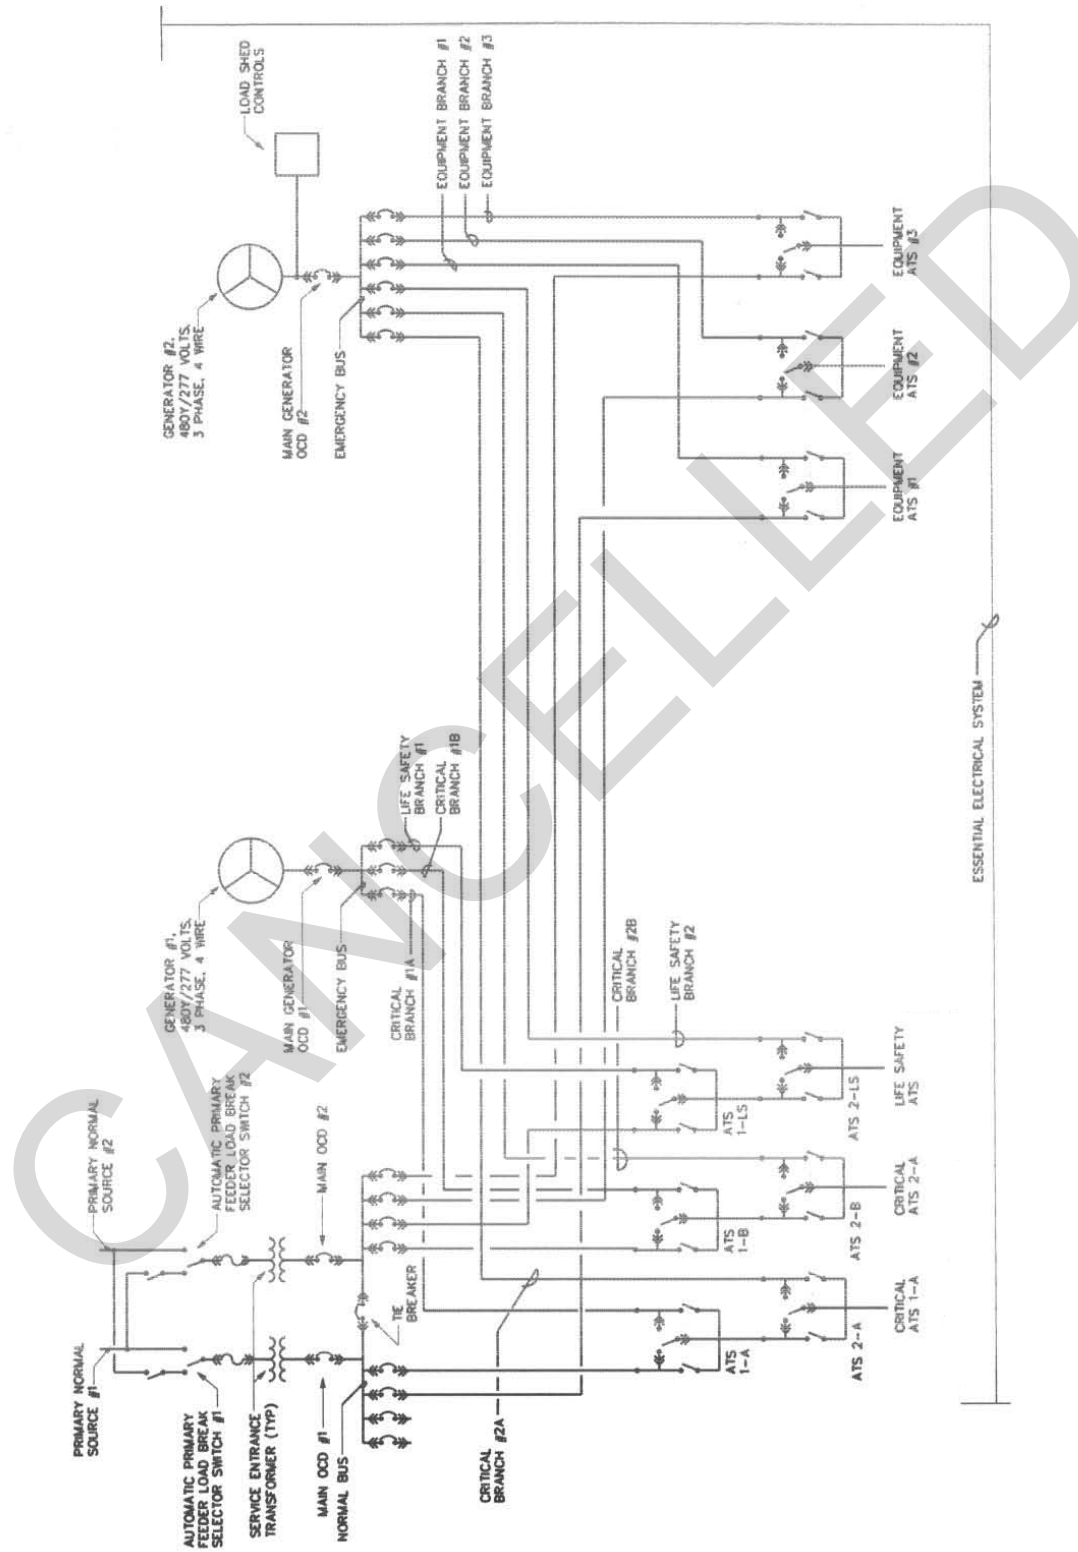 PRIMARY NORMAL
SOURCE #1
PRIMARY NORMAL
SOURCE #2
AUTOMATIC PRIMARY
FEEDER LOAD BREAK
SELECTOR SWITCH #1
AUTOMATIC PRIMARY
FEEDER LOAD BREAK
SELECTOR SWITCH #2
SERVICE ENTRANCE
TRANSFORMER (TYP)
MAIN OCD #1
NORMAL BUS
MAIN OCD #2
TIE
BREAKER
GENERATOR #1,
480Y/277 VOLTS,
3 PHASE, 4 WIRE
MAIN GENERATOR
OCD #1
EMERGENCY BUS
CRITICAL
BRANCH #1A
LIFE SAFETY
BRANCH #1
CRITICAL
BRANCH #1B
GENERATOR #2,
480Y/277 VOLTS,
3 PHASE, 4 WIRE
MAIN GENERATOR
OCD #2
EMERGENCY BUS
LOAD SHED
CONTROLS
EQUIPMENT BRANCH #1
EQUIPMENT BRANCH #2
EQUIPMENT BRANCH #3
CRITICAL
BRANCH #2A
CRITICAL
BRANCH #2B
LIFE SAFETY
BRANCH #2
ATS
1-A
ATS
1-B
ATS
1-LS
ATS 2-A
ATS 2-B
ATS 2-LS
CRITICAL
ATS 1-A
CRITICAL
ATS 2-A
LIFE SAFETY
ATS
EQUIPMENT
ATS #1
EQUIPMENT
ATS #2
EQUIPMENT
ATS #3
ESSENTIAL ELECTRICAL SYSTEM
CANCELLED